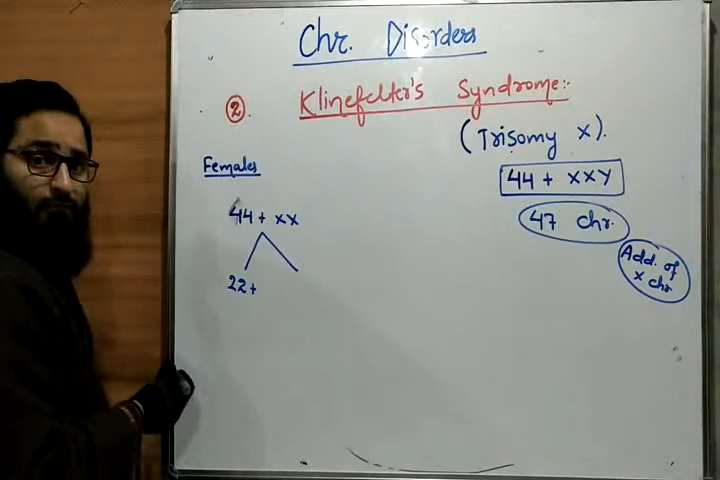 Chr. Disorders
② Klinefelter's Syndrome:-
(Trisomy X).
Females
44 + XXY
44 + XX
47 Chr.
22+
Add. of
X chr